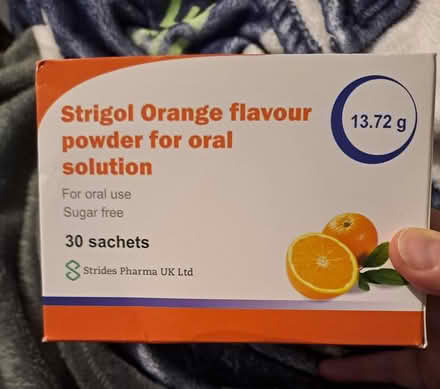 Strigol Orange flavour
powder for oral
solution
13.72 g
For oral use
Sugar free
30 sachets
Strides Pharma UK Ltd